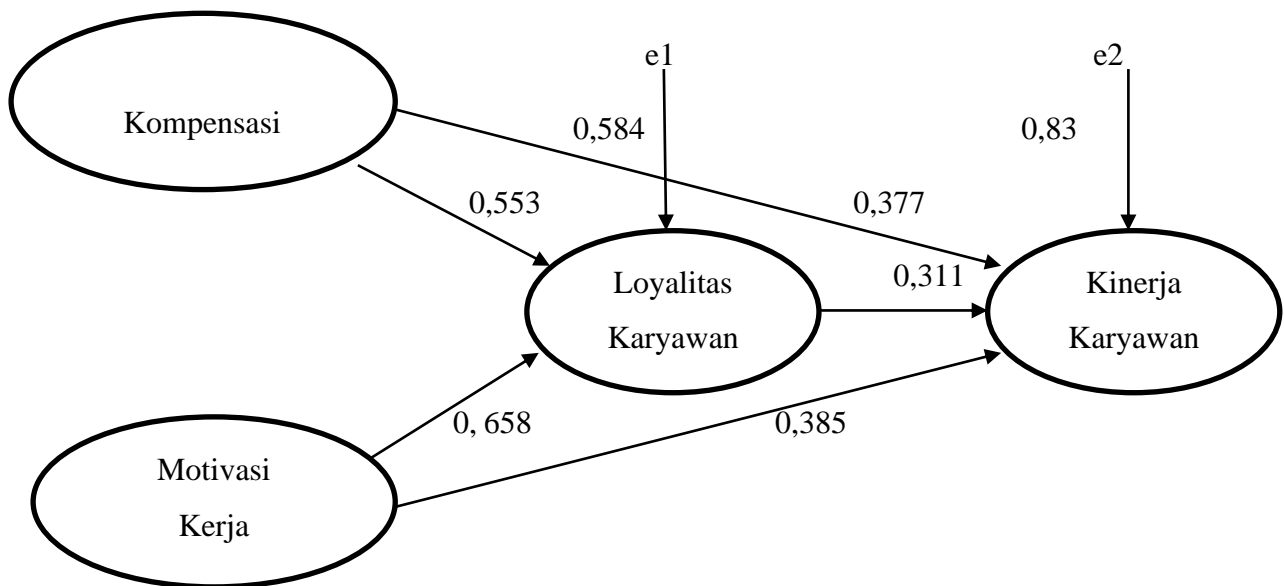 e1
e2
Kompensasi
0,584
0,83
0,553
0,377
Loyalitas
Karyawan
0,311
Kinerja
Karyawan
0, 658
0,385
Motivasi
Kerja